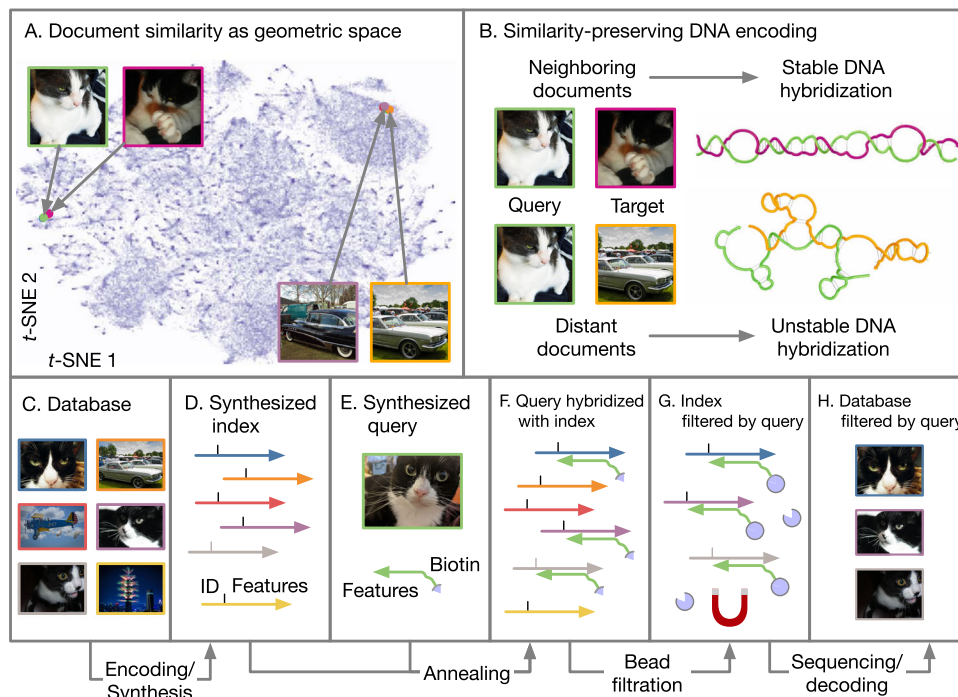 A. Document similarity as geometric space
t-SNE 2
t-SNE 1
B. Similarity-preserving DNA encoding
Neighboring
documents
Stable DNA
hybridization
Query
Target
Distant
documents
Unstable DNA
hybridization
C. Database
D. Synthesized
index
ID
Features
E. Synthesized
query
Biotin
Features
F. Query hybridized
with index
G. Index
filtered by query
H. Database
filtered by query
Encoding/
Synthesis
Annealing
Bead
filtration
Sequencing/
decoding